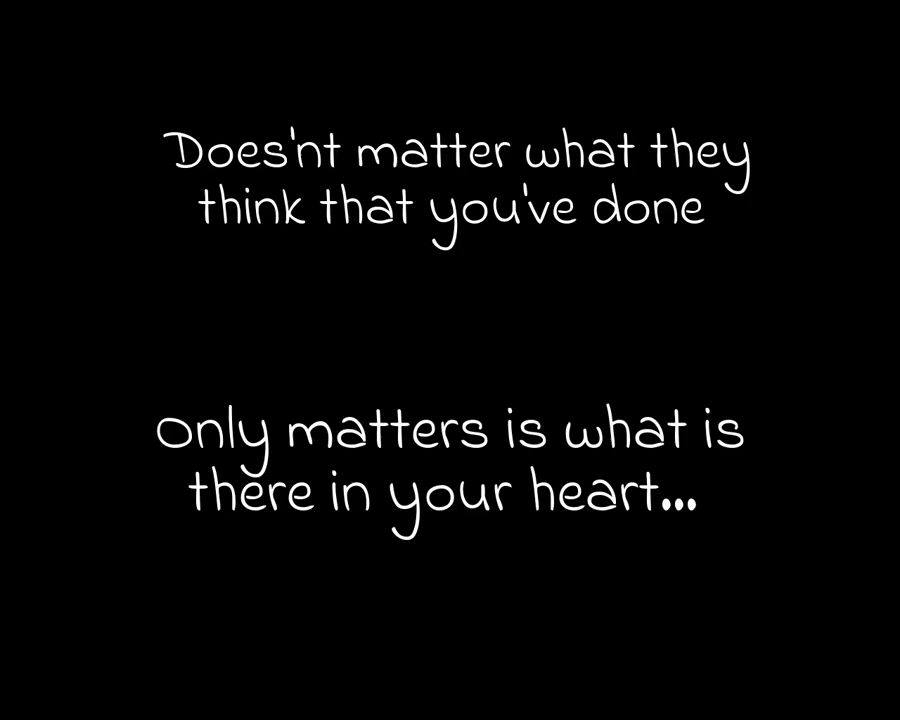 Does'nt matter what they
think that you've done
Only matters is what is
there in your heart...